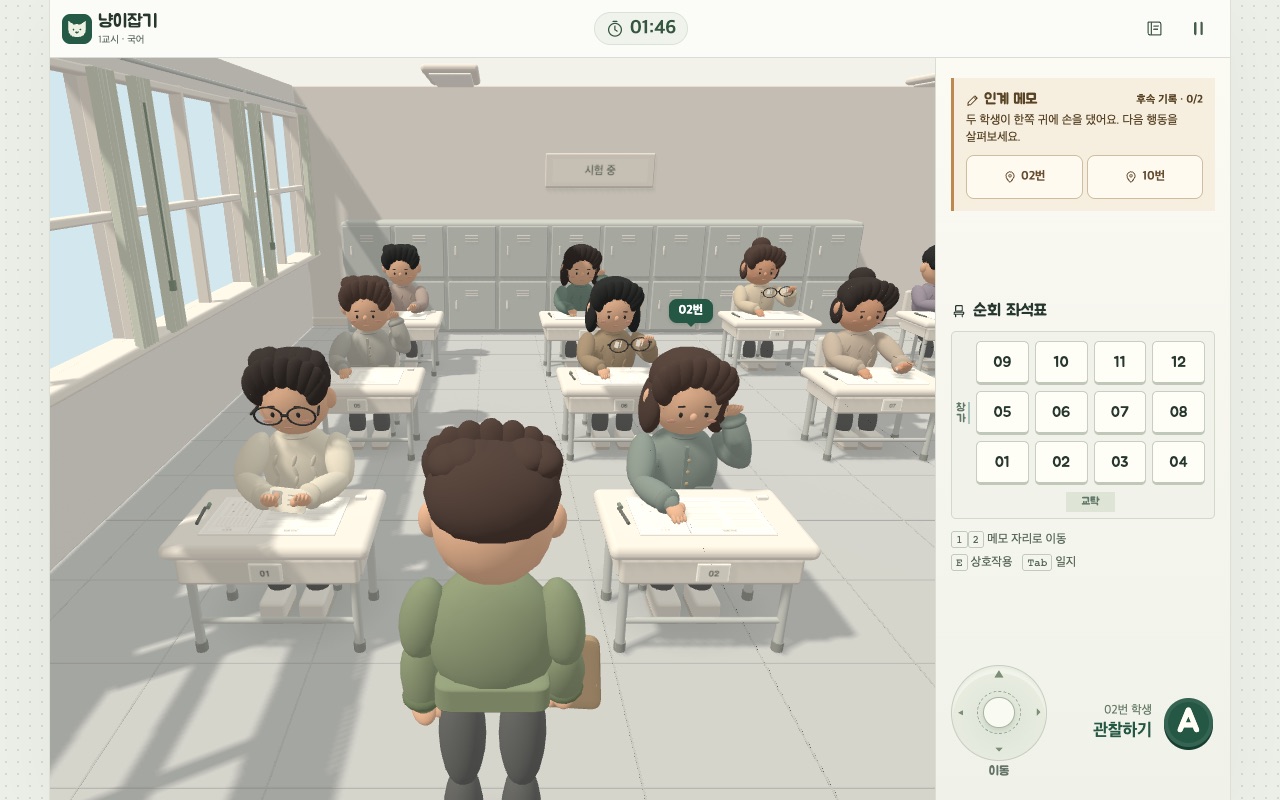 냥이잡기
1교시 · 국어
01:46
시험 중
02번
01
02
인계 메모
후속 기록 · 0/2
두 학생이 한쪽 귀에 손을 댔어요. 다음 행동을
살펴보세요.
02번
10번
순회 좌석표
09 10 11 12
창가
05 06 07 08
01 02 03 04
교탁
1 2 메모 자리로 이동
E 상호작용 Tab 일지
02번 학생
관찰하기
A
이동